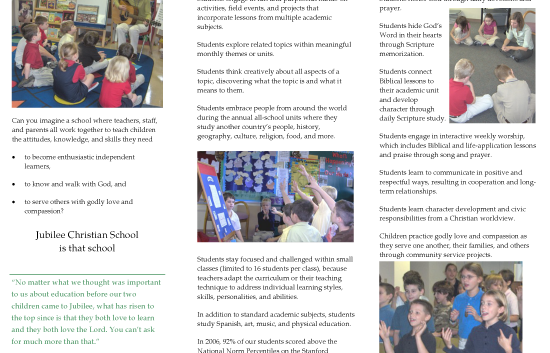 Can you imagine a school where teachers, staff,
and parents all work together to teach children
the attitudes, knowledge, and skills they need
• to become enthusiastic independent
learners,
• to know and walk with God, and
• to serve others with godly love and
compassion?
Jubilee Christian School
is that school
“No matter what we thought was important
to us about education before our two
children came to Jubilee, what has risen to
the top since is that they both love to learn
and they both love the Lord. You can't ask
for much more than that.”
activities, field events, and projects that
incorporate lessons from multiple academic
subjects.
Students explore related topics within meaningful
monthly themes or units.
Students think creatively about all aspects of a
topic, discovering what the topic is and what it
means to them.
Students embrace people from around the world
during the annual all-school units where they
study another country's people, history,
geography, culture, religion, food, and more.
Students stay focused and challenged within small
classes (limited to 16 students per class), because
teachers adapt the curriculum or their teaching
technique to address individual learning styles,
skills, personalities, and abilities.
In addition to standard academic subjects, students
study Spanish, art, music, and physical education.
In 2006, 92% of our students scored above the
National Norm Percentiles on the Stanford
prayer.
Students hide God's
Word in their hearts
through Scripture
memorization.
Students connect
Biblical lessons to
their academic unit
and develop
character through
daily Scripture study.
Students engage in interactive weekly worship,
which includes Biblical and life-application lessons
and praise through song and prayer.
Students learn to communicate in positive and
respectful ways, resulting in cooperation and long-
term relationships.
Students learn character development and civic
responsibilities from a Christian worldview.
Children practice godly love and compassion as
they serve one another, their families, and others
through community service projects.